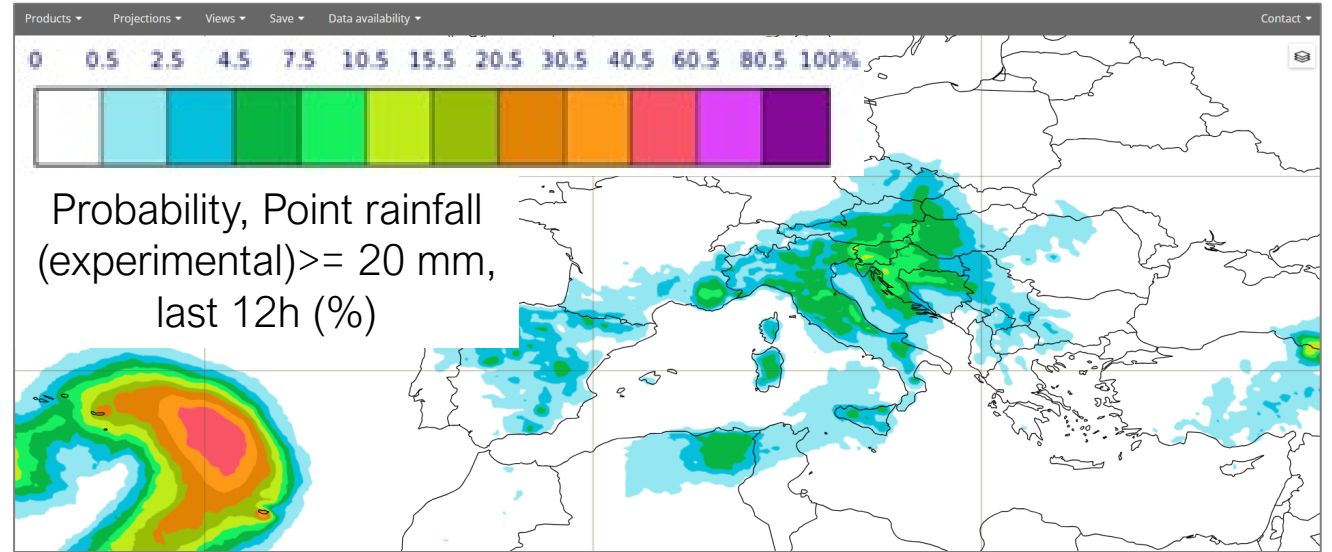 Products Projections Views Save Data availability Contact
0 0.5 2.5 4.5 7.5 10.5 15.5 20.5 30.5 40.5 60.5 80.5 100%
Probability, Point rainfall
(experimental)>= 20 mm,
last 12h (%)